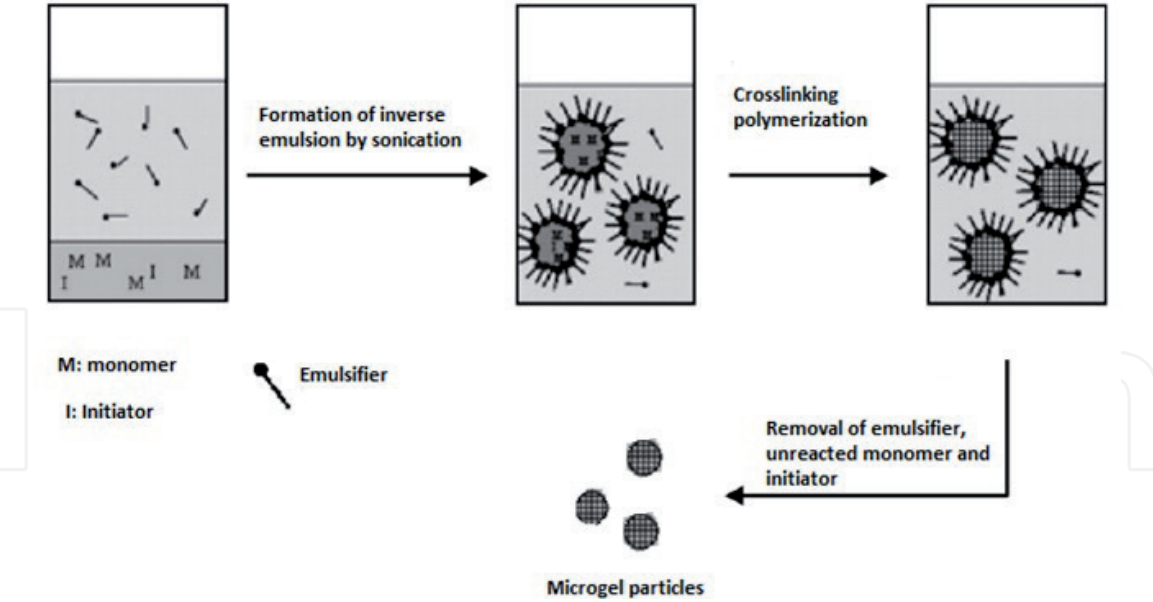 Formation of inverse
emulsion by sonication
Crosslinking
polymerization
M M
I
M
I
M
M: monomer
I: Initiator
Emulsifier
Removal of emulsifier,
unreacted monomer and
initiator
Microgel particles